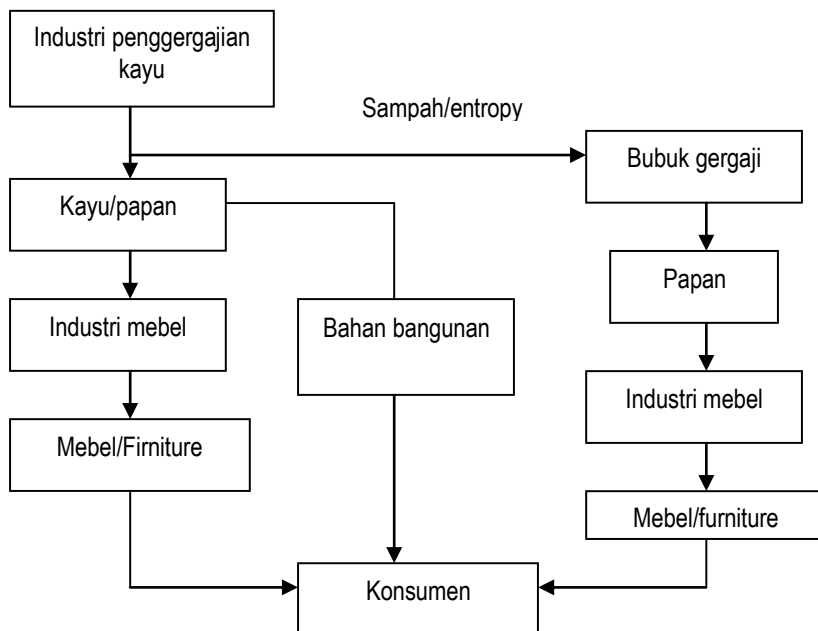 Industri penggergajian
kayu
Sampah/entropy
Bubuk gergaji
Kayu/papan
Papan
Industri mebel
Bahan bangunan
Industri mebel
Mebel/Firniture
Mebel/furniture
Konsumen